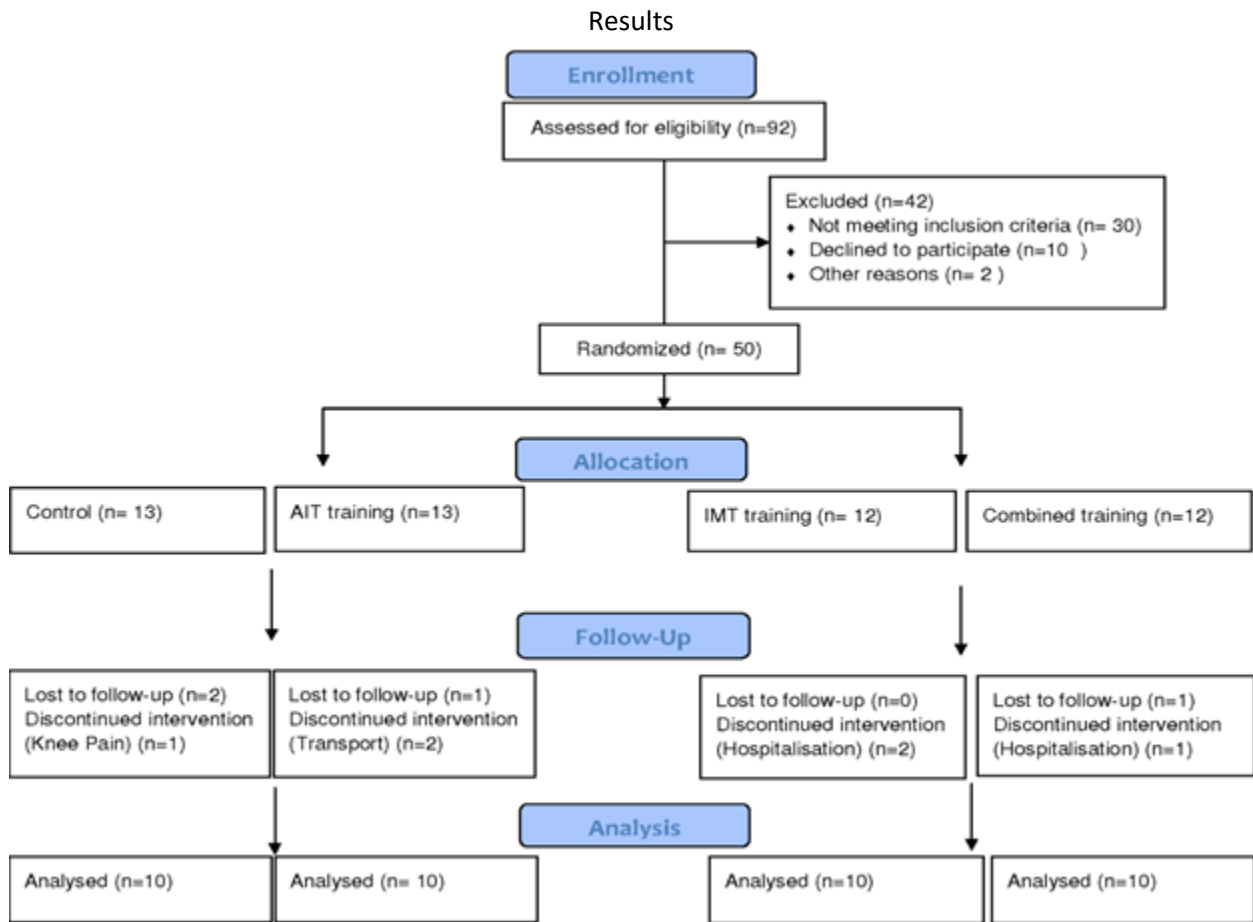 Results
Enrollment
Assessed for eligibility (n=92)
Excluded (n=42)
♦ Not meeting inclusion criteria (n= 30)
♦ Declined to participate (n=10 )
♦ Other reasons (n= 2 )
Randomized (n= 50)
Allocation
Control (n= 13)
AIT training (n=13)
IMT training (n= 12)
Combined training (n=12)
Follow-Up
Lost to follow-up (n=2)
Discontinued intervention
(Knee Pain) (n=1)
Lost to follow-up (n=1)
Discontinued intervention
(Transport) (n=2)
Lost to follow-up (n=0)
Discontinued intervention
(Hospitalisation) (n=2)
Lost to follow-up (n=1)
Discontinued intervention
(Hospitalisation) (n=1)
Analysis
Analysed (n=10)
Analysed (n= 10)
Analysed (n=10)
Analysed (n=10)